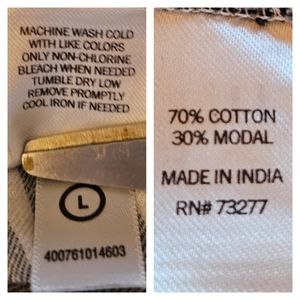 MACHINE WASH COLD
WITH LIKE COLORS
ONLY NON-CHLORINE
BLEACH WHEN NEEDED
TUMBLE DRY LOW
REMOVE PROMPTLY
COOL IRON IF NEEDED
L
400761014603
70% COTTON
30% MODAL
MADE IN INDIA
RN# 73277